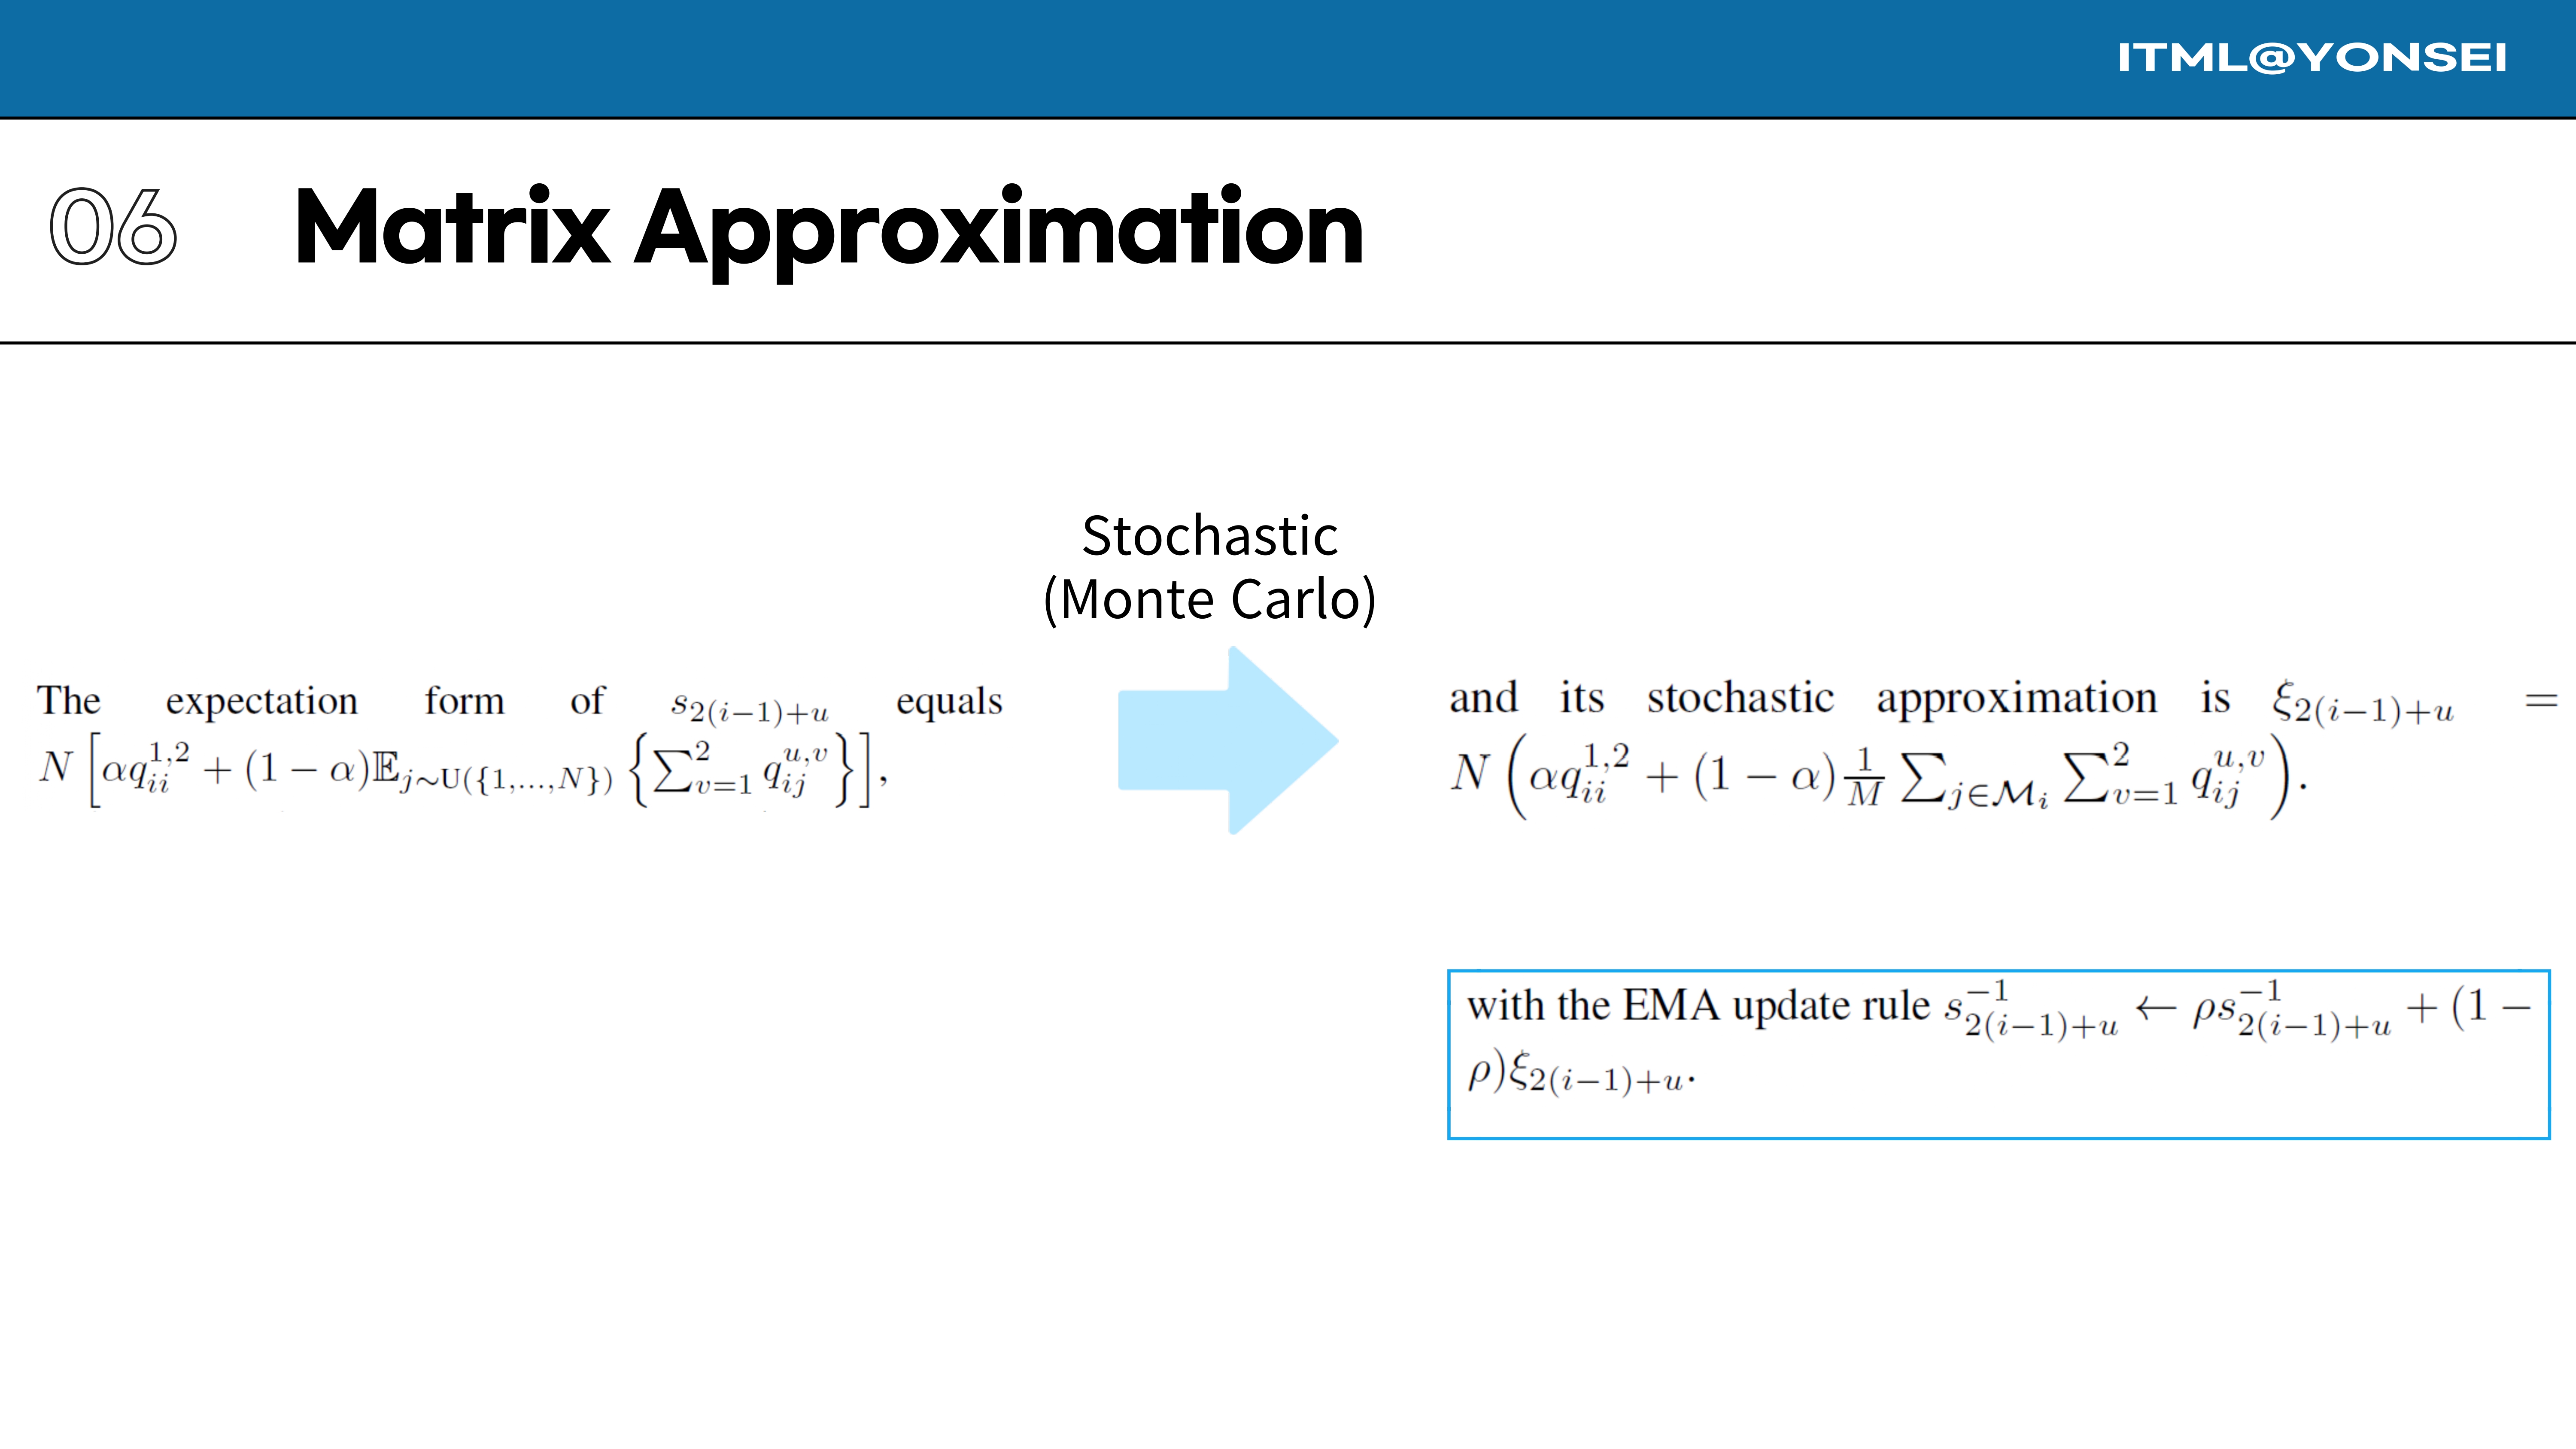 ITML@YONSEI
06 Matrix Approximation
Stochastic
(Monte Carlo)
The expectation form of $s_{2(i-1)+u}$ equals
$N\left[\alpha q_{ii}^{1,2} + (1-\alpha)\mathbb{E}_{j\sim \mathrm{U}(\{1,\ldots,N\})}\left\{\sum_{v=1}^{2} q_{ij}^{u,v}\right\}\right],$
and its stochastic approximation is $\xi_{2(i-1)+u}$ =
$N\left(\alpha q_{ii}^{1,2} + (1-\alpha)\frac{1}{M}\sum_{j\in\mathcal{M}_i}\sum_{v=1}^{2} q_{ij}^{u,v}\right).$
with the EMA update rule $s_{2(i-1)+u}^{-1} \leftarrow \rho s_{2(i-1)+u}^{-1} + (1-$
$\rho)\xi_{2(i-1)+u}.$